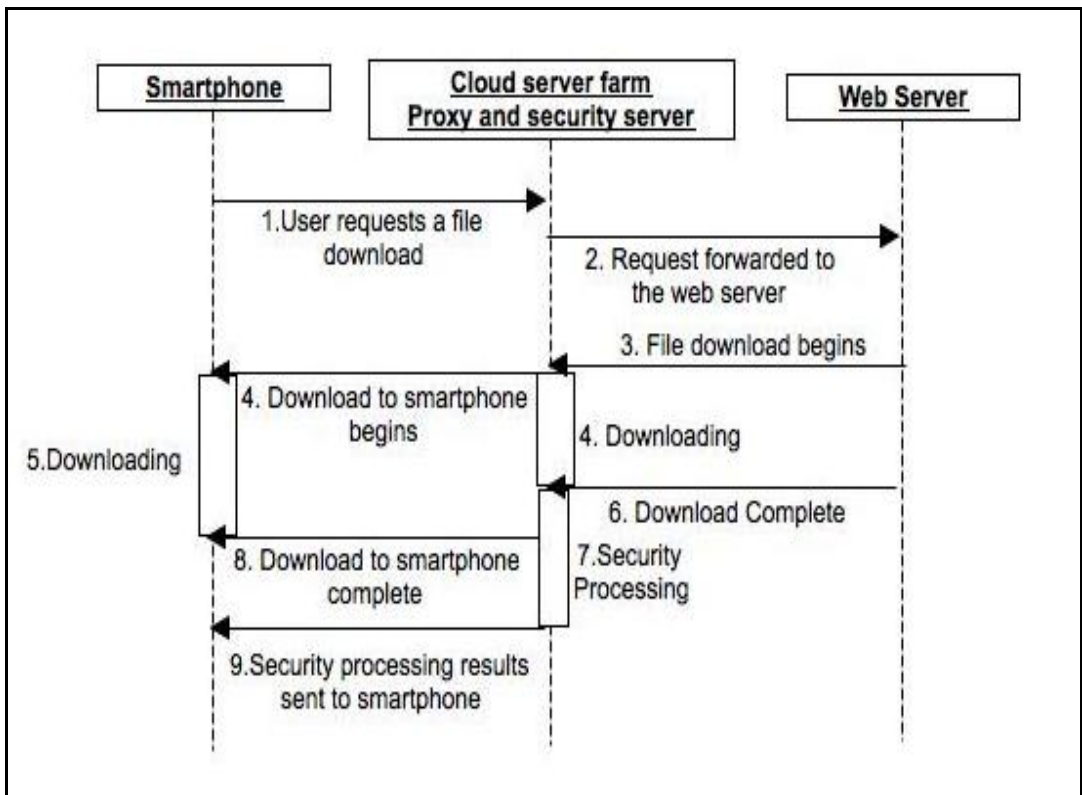 Smartphone
Cloud server farm
Proxy and security server
Web Server
1.User requests a file
download
2. Request forwarded to
the web server
3. File download begins
4. Download to smartphone
begins
4. Downloading
5.Downloading
6. Download Complete
7.Security
Processing
8. Download to smartphone
complete
9.Security processing results
sent to smartphone